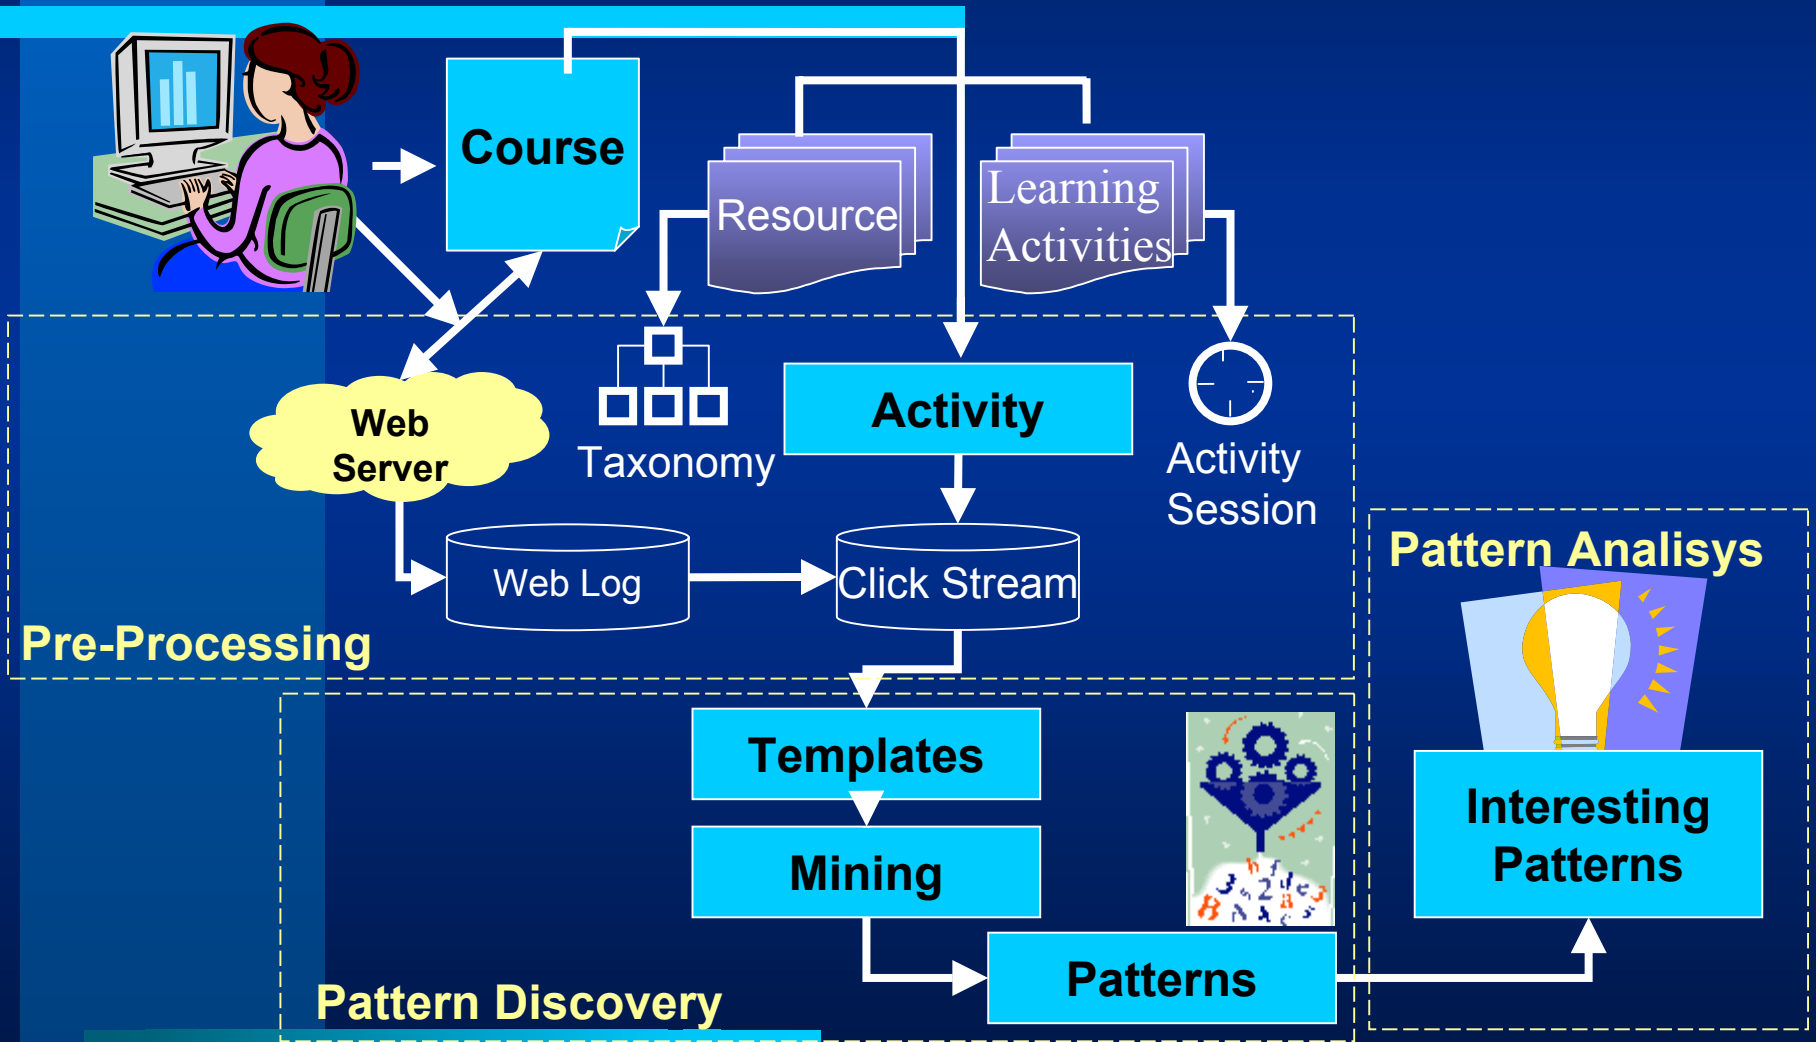 Course
Resource
Learning
Activities
Web
Server
Taxonomy
Activity
Activity
Session
Web Log
Click Stream
Pre-Processing
Pattern Analisys
Templates
Mining
Interesting
Patterns
Patterns
Pattern Discovery